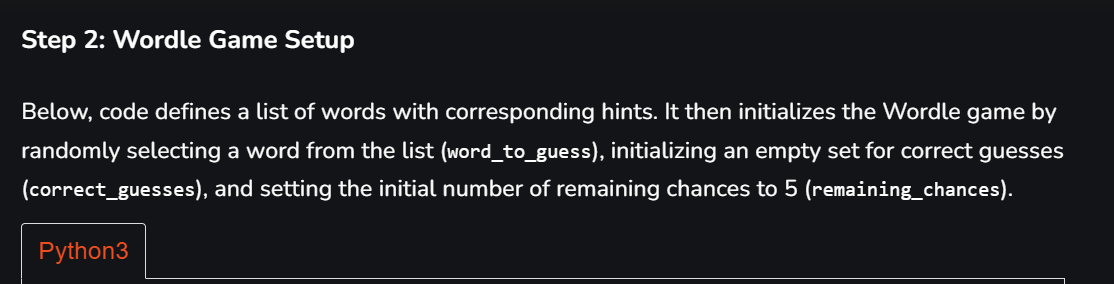 Step 2: Wordle Game Setup
Below, code defines a list of words with corresponding hints. It then initializes the Wordle game by
randomly selecting a word from the list (word_to_guess), initializing an empty set for correct guesses
(correct_guesses), and setting the initial number of remaining chances to 5 (remaining_chances).
Python3